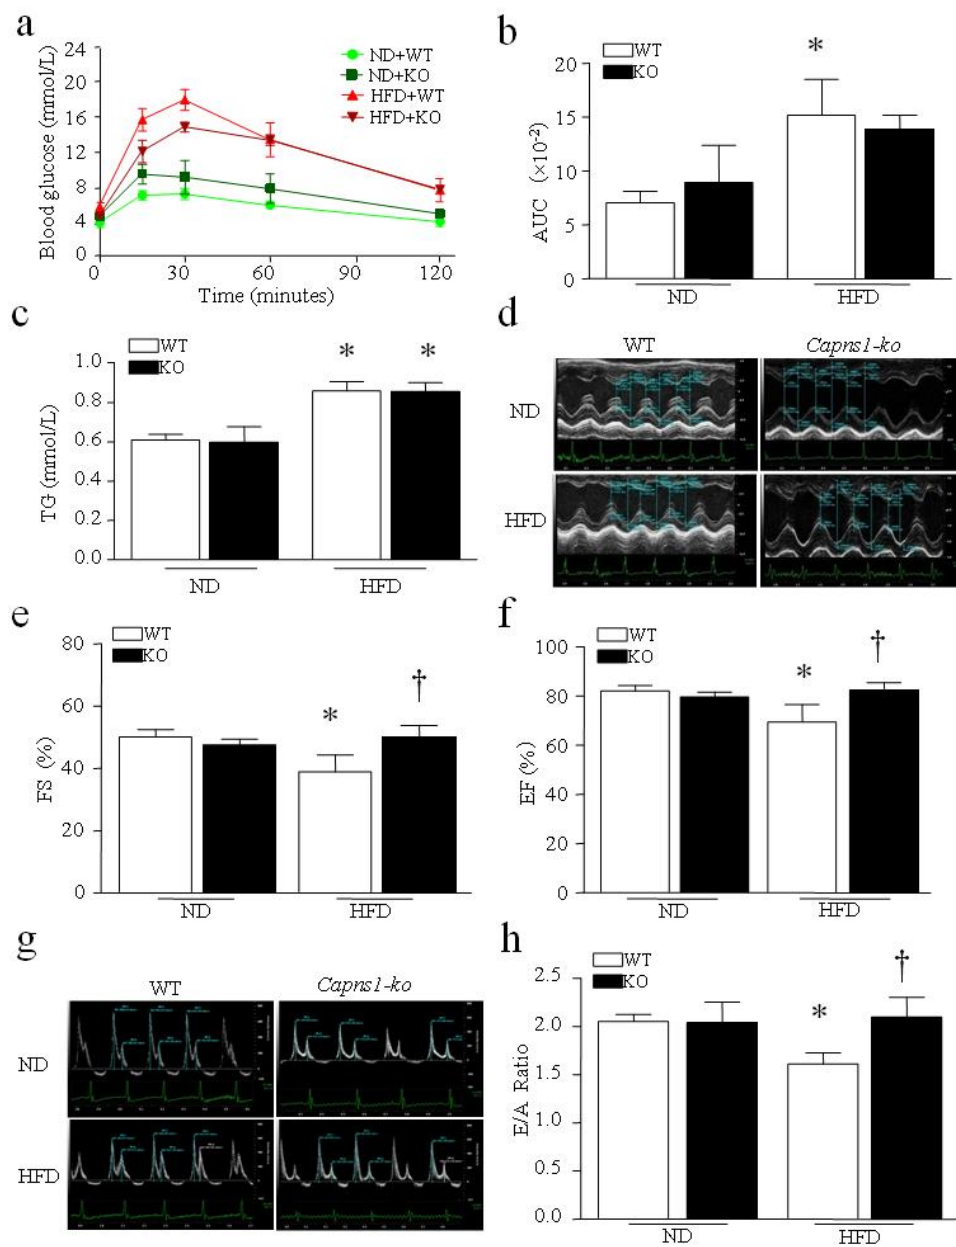 a
Blood glucose (mmol/L)
24
20
16
12
8
4
0
ND+WT
ND+KO
HFD+WT
HFD+KO
0 30 60 90 120
Time (minutes)
b
AUC (×10⁻²)
20
15
10
5
0
WT
KO
*
ND HFD
c
TG (mmol/L)
1.0
0.8
0.6
0.4
0.2
0.0
WT
KO
* *
ND HFD
d
WT Capns1-ko
ND
HFD
e
FS (%)
80
60
40
20
0
WT
KO
* †
ND HFD
f
EF (%)
100
80
60
40
20
0
WT
KO
* †
ND HFD
g
WT Capns1-ko
ND
HFD
h
E/A Ratio
2.5
2.0
1.5
1.0
0.5
0.0
WT
KO
* †
ND HFD